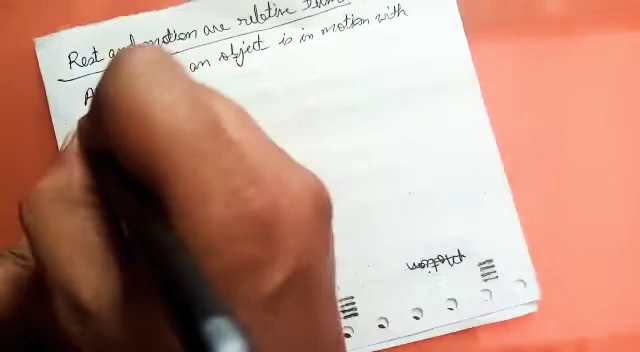 Rest and motion are relative terms
an object is in motion with
Motion